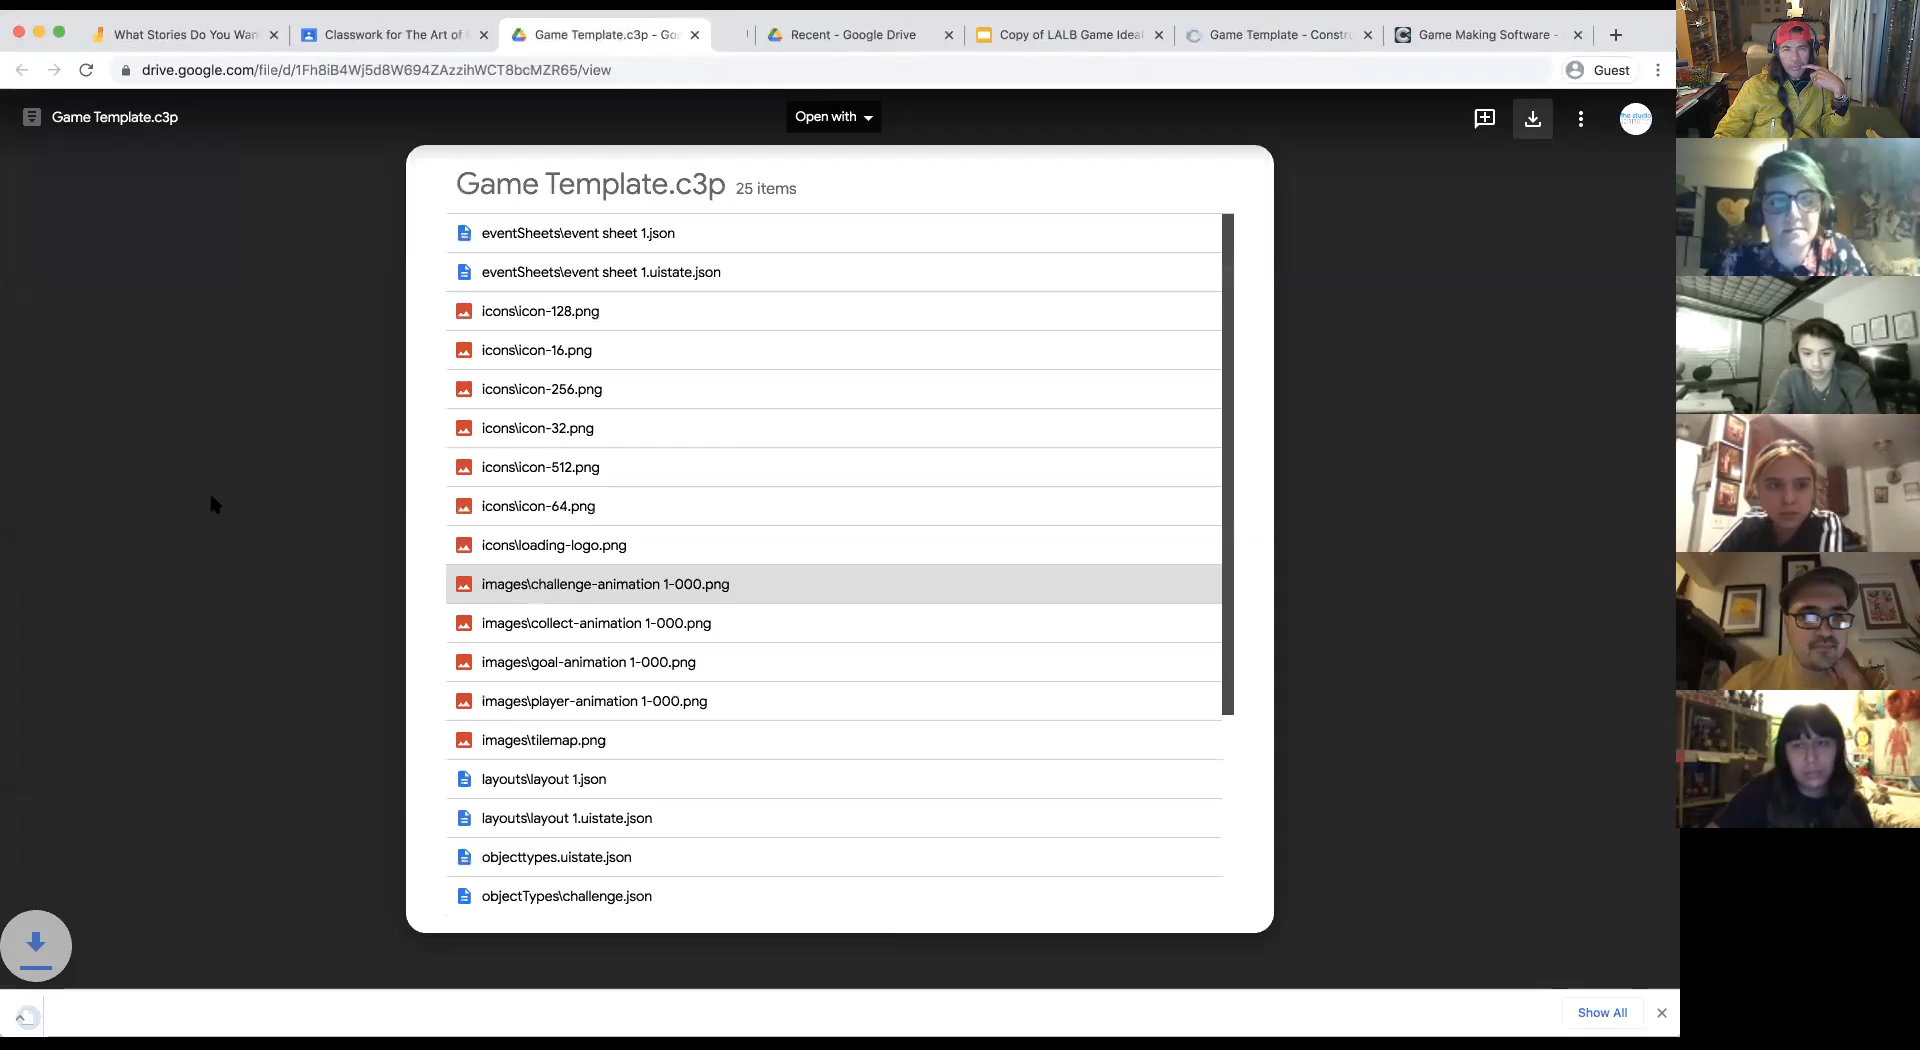 What Stories Do You Wan
Classwork for The Art of
Game Template.c3p - Go
Recent - Google Drive
Copy of LALB Game Idea
Game Template - Constru
Game Making Software -
drive.google.com/file/d/1Fh8iB4Wj5d8W694ZAzzihWCT8bcMZR65/view
Guest
Game Template.c3p
Open with
the studio
Game Template.c3p 25 items
eventSheets\event sheet 1.json
eventSheets\event sheet 1.uistate.json
icons\icon-128.png
icons\icon-16.png
icons\icon-256.png
icons\icon-32.png
icons\icon-512.png
icons\icon-64.png
icons\loading-logo.png
images\challenge-animation 1-000.png
images\collect-animation 1-000.png
images\goal-animation 1-000.png
images\player-animation 1-000.png
images\tilemap.png
layouts\layout 1.json
layouts\layout 1.uistate.json
objecttypes.uistate.json
objectTypes\challenge.json
Show All